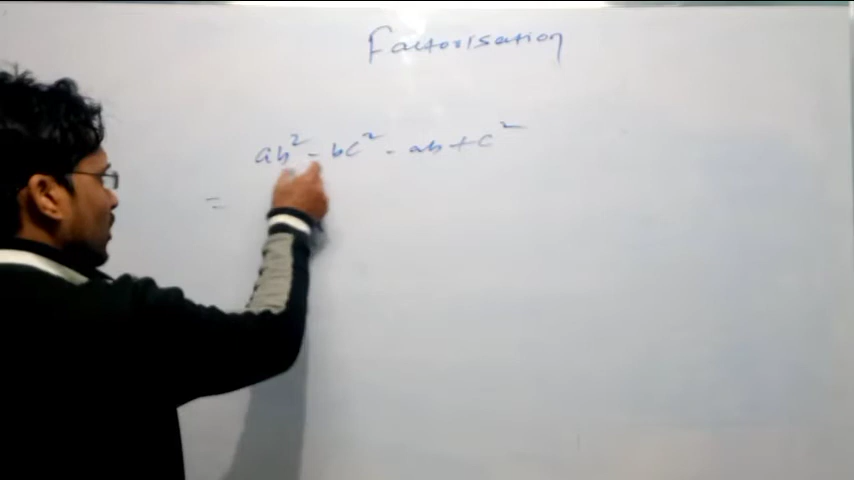 Factorisation
ab² - bc² - ab + c²
=